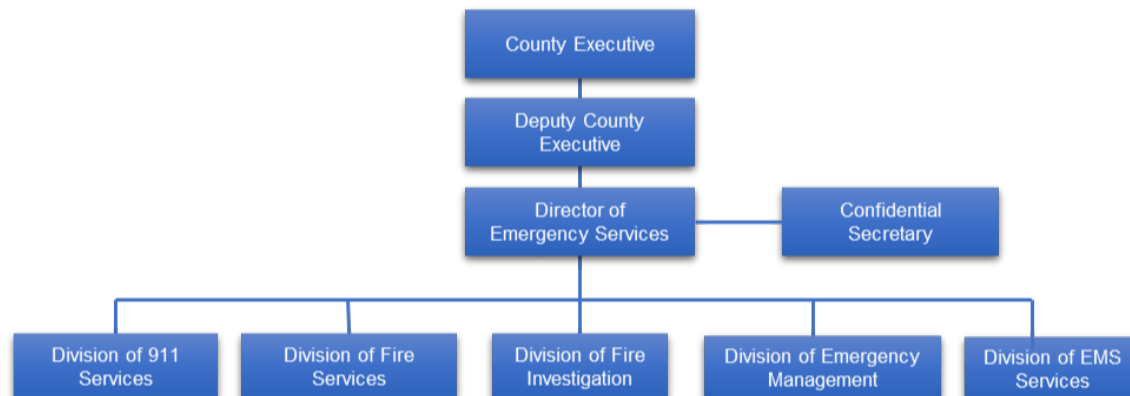 County Executive
Deputy County
Executive
Director of
Emergency Services
Confidential
Secretary
Division of 911
Services
Division of Fire
Services
Division of Fire
Investigation
Division of Emergency
Management
Division of EMS
Services